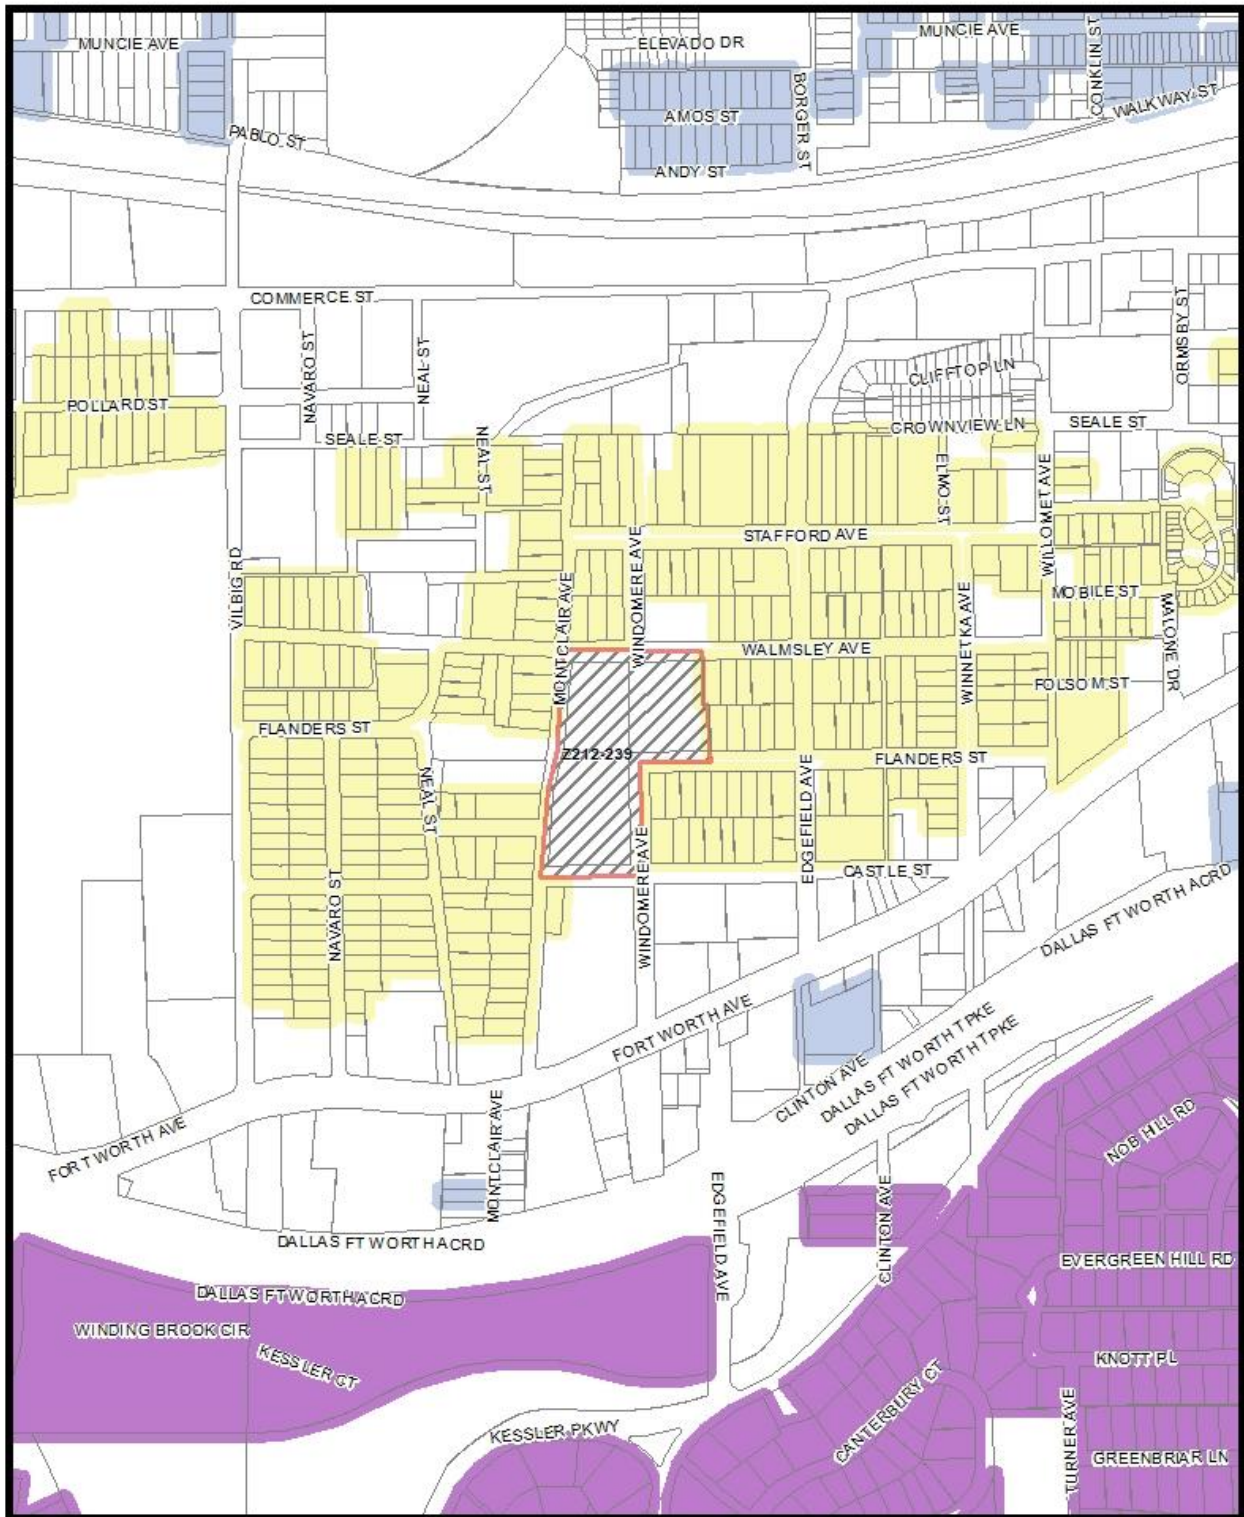 MUNCIE AVE
ELEVADO DR
MUNCIE AVE
CONKLIN ST
BORGER ST
WALKWAY ST
AMOS ST
PABLO ST
ANDY ST
COMMERCE ST
ORMSBY ST
NAVARO ST
NEAL ST
CLIFFTOP LN
POLLARD ST
SEALE ST
NEAL ST
CROWNVIEW LN
SEALE ST
ELMO ST
WILLOMET AVE
STAFFORD AVE
VILBIG RD
MONTCLAIR AVE
WINDOMERE AVE
WINNETKA AVE
MOBILE ST
MALONE DR
WALMSLEY AVE
FOLSOM ST
FLANDERS ST
Z212-239
FLANDERS ST
NEAL ST
EDGEFIELD AVE
WINDOMERE AVE
CASTLE ST
NAVARO ST
DALLAS FT WORTH ACRD
FORT WORTH AVE
CLINTON AVE
DALLAS FT WORTH TPKE
DALLAS FT WORTH TPKE
FORT WORTH AVE
MONTCLAIR AVE
NOB HILL RD
EDGEFIELD AVE
CLINTON AVE
DALLAS FT WORTH ACRD
EVERGREEN HILL RD
DALLAS FT WORTH ACRD
WINDING BROOK CIR
KESSLER CT
KNOTT PL
CANTERBURY CT
TURNER AVE
KESSLER PKWY
GREENBRIAR LN